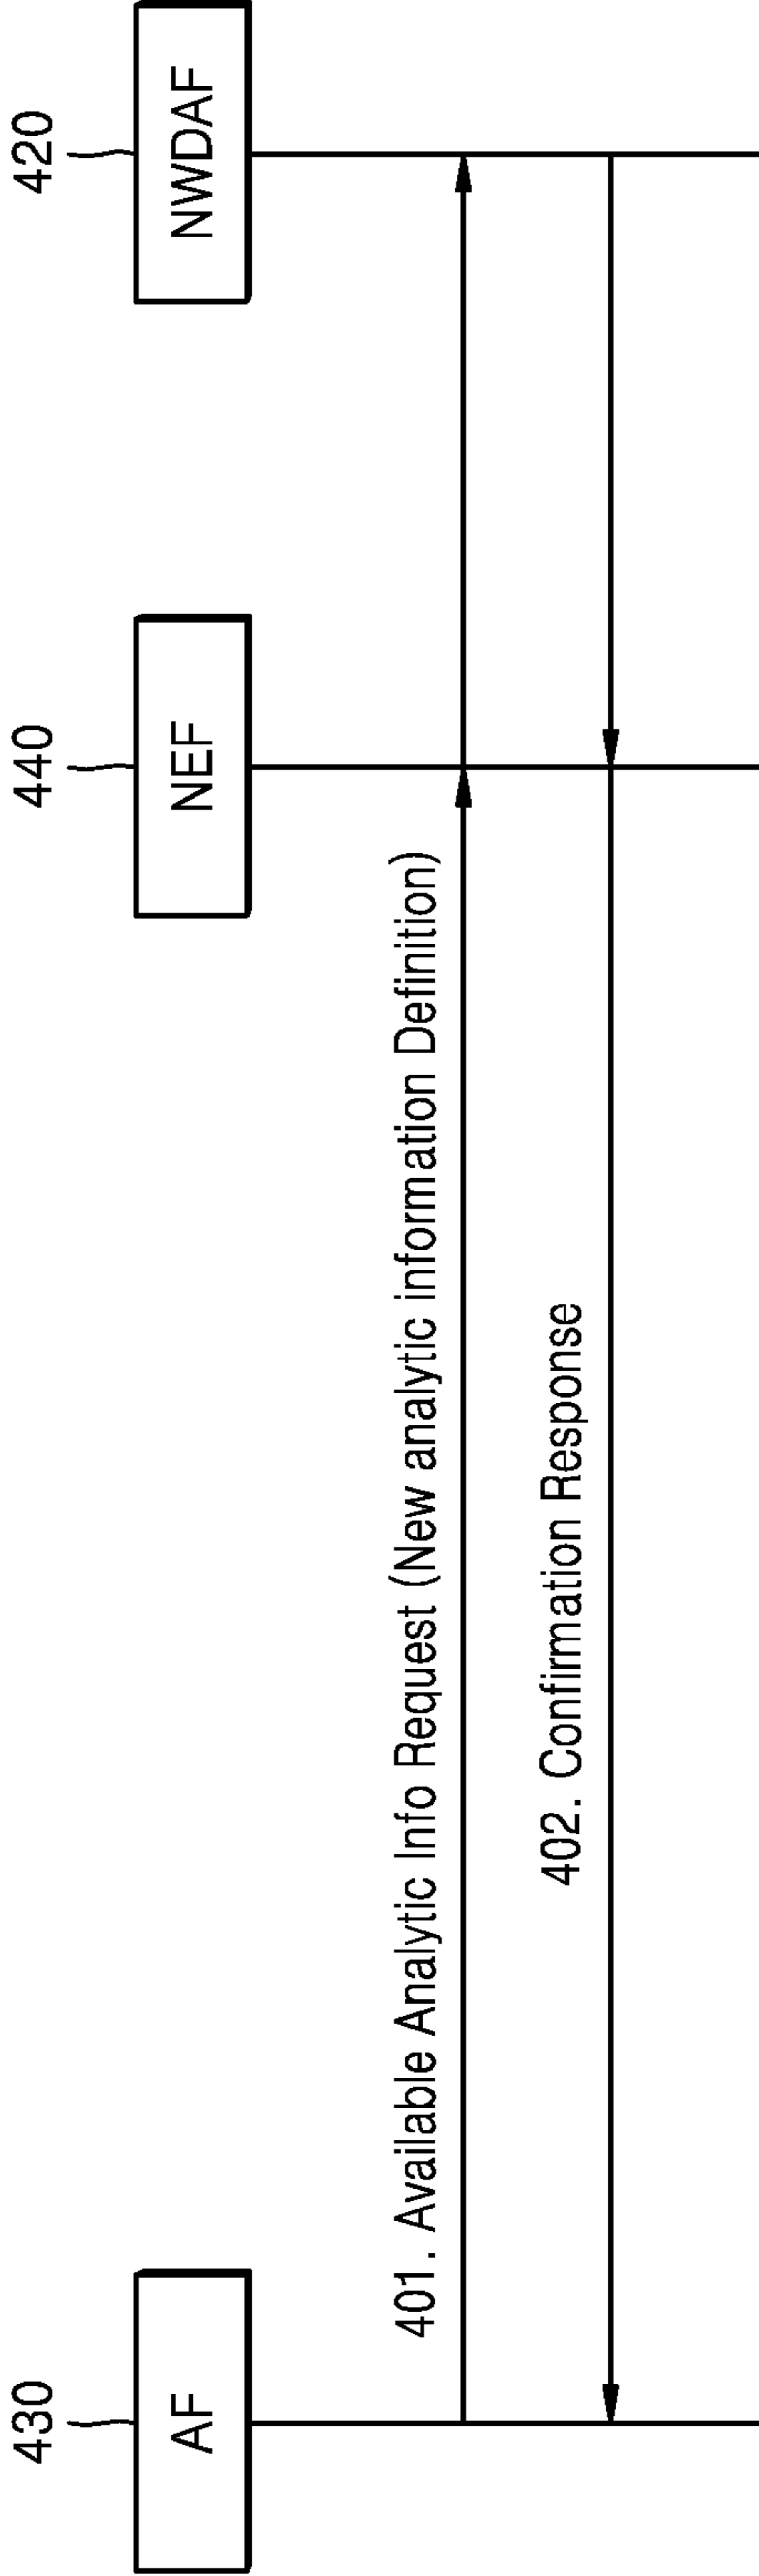 430
440
420
AF
NEF
NWDAF
401. Available Analytic Info Request (New analytic information Definition)
402. Confirmation Response